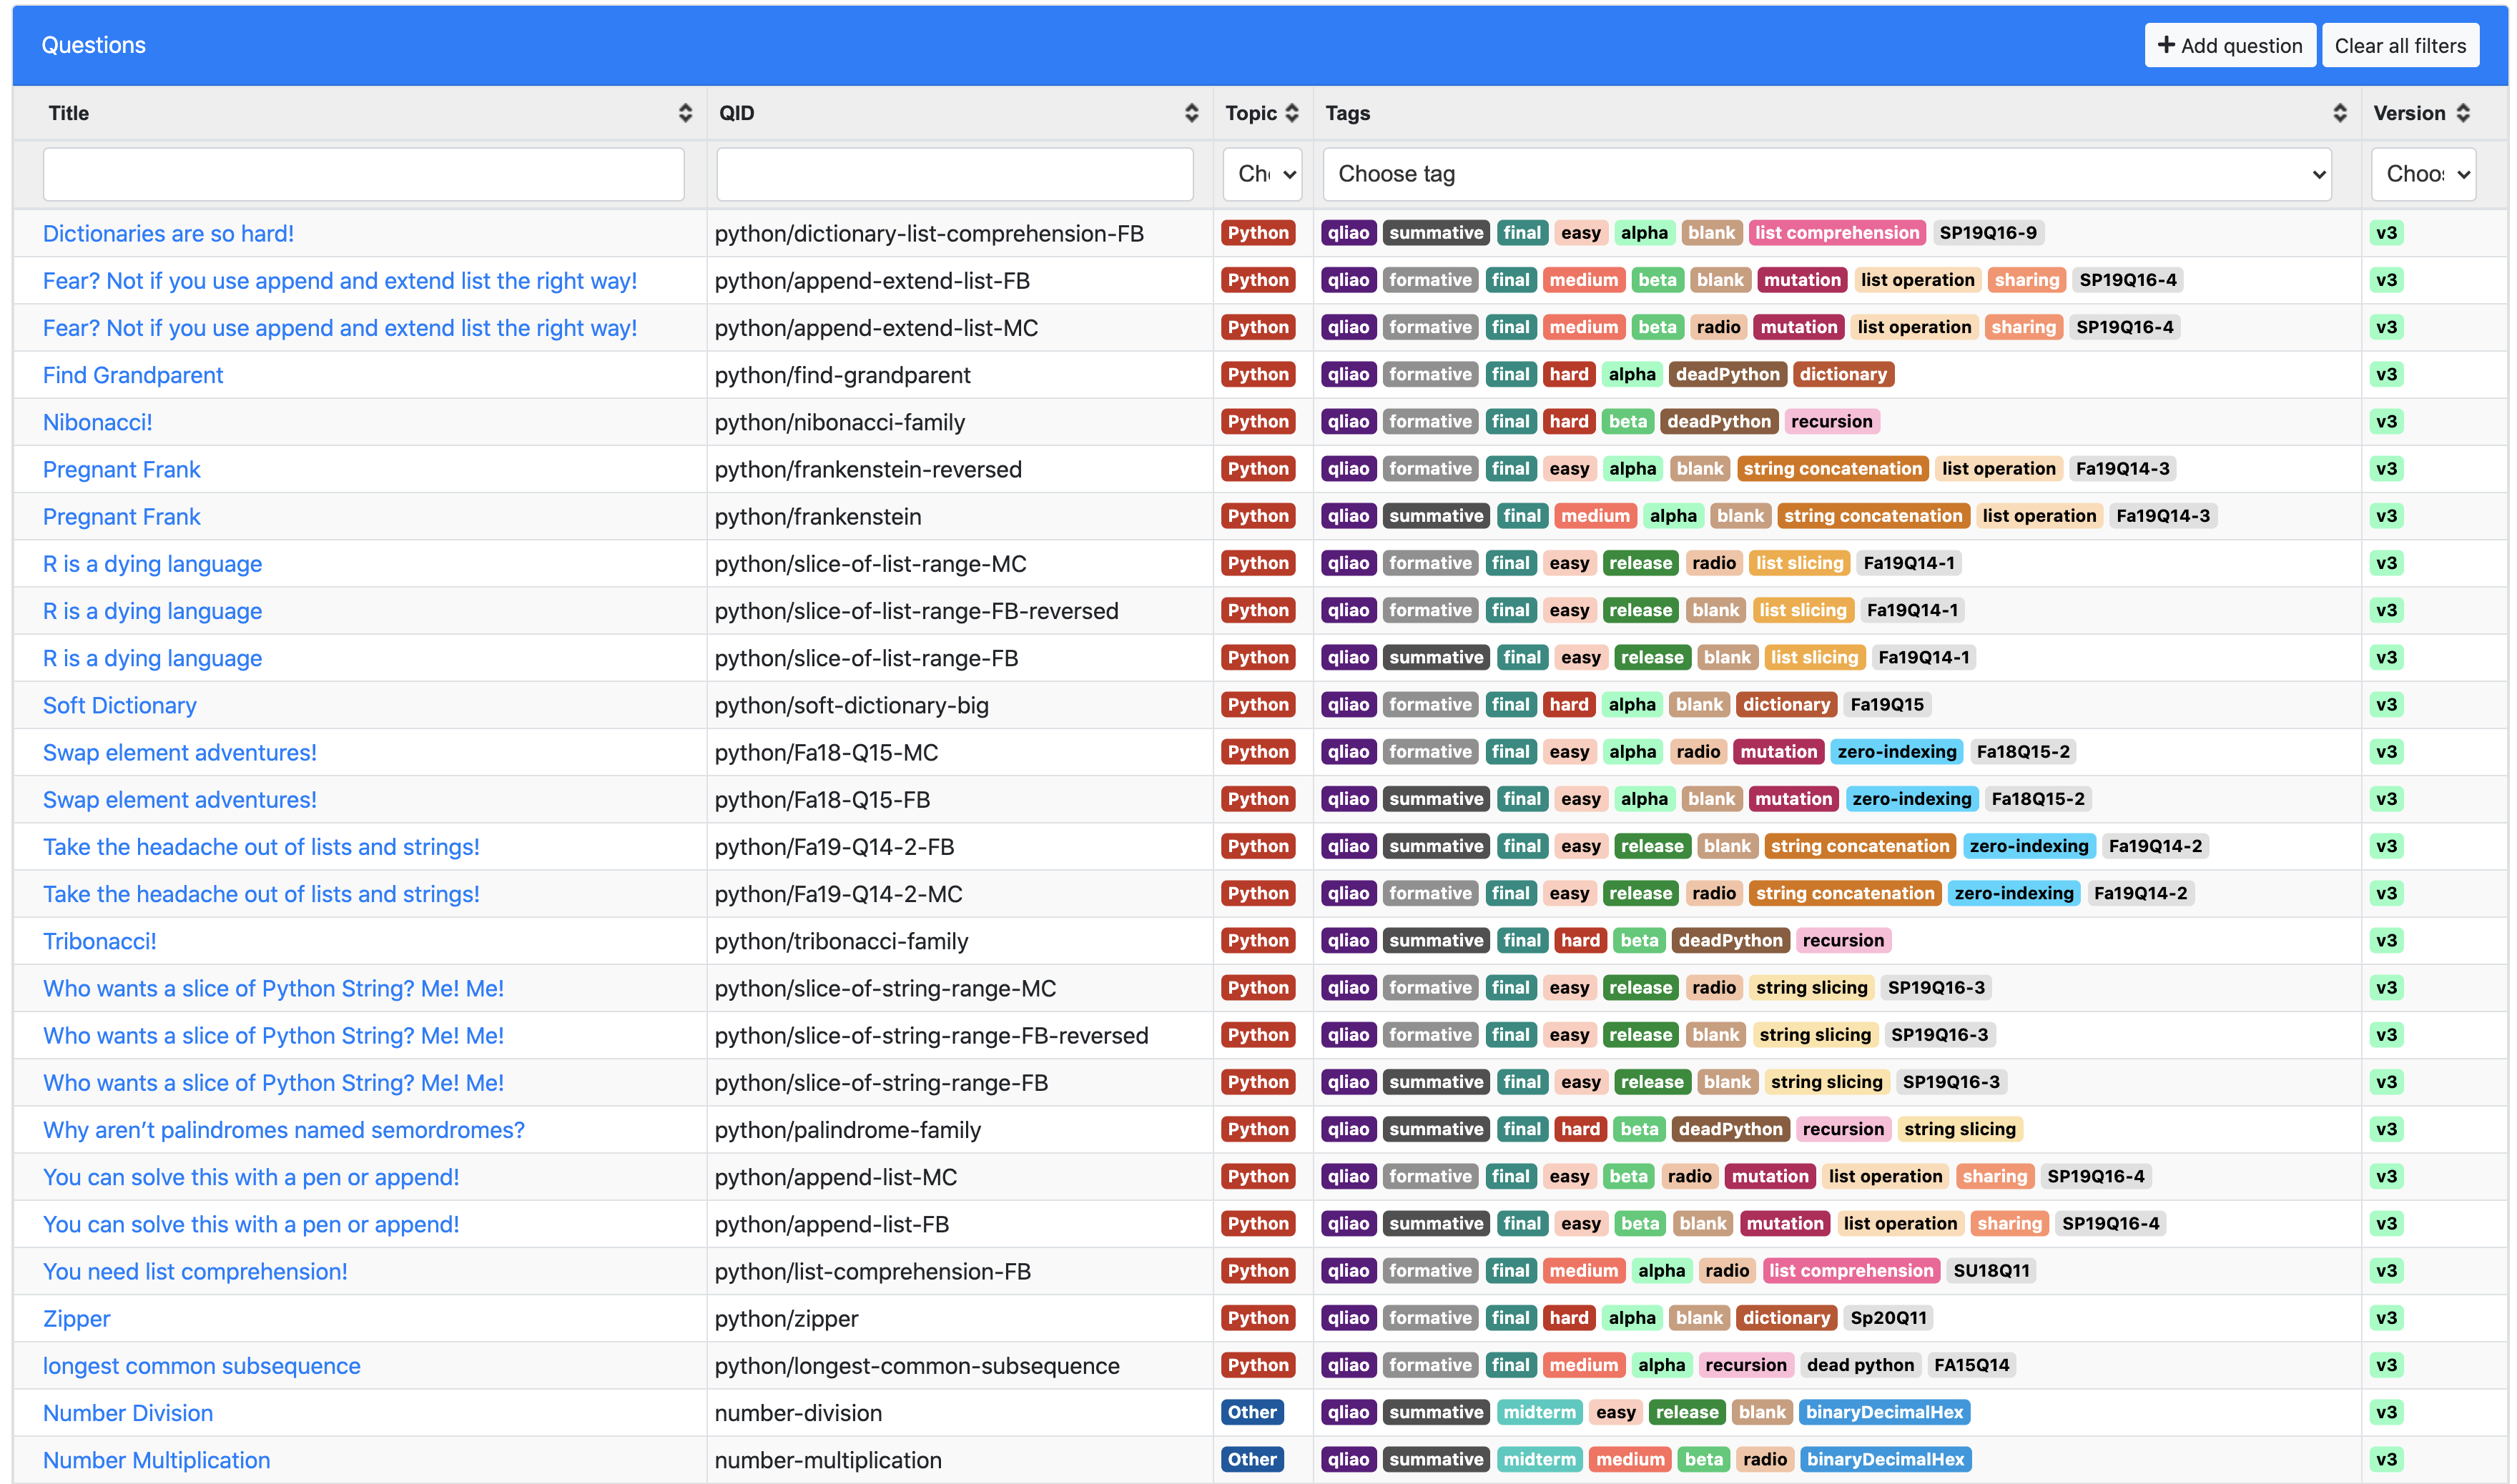 Questions + Add question Clear all filters
Title QID Topic Tags Version
Choose tag
Dictionaries are so hard! python/dictionary-list-comprehension-FB Python qliao summative final easy alpha blank list comprehension SP19Q16-9 v3
Fear? Not if you use append and extend list the right way! python/append-extend-list-FB Python qliao formative final medium beta blank mutation list operation sharing SP19Q16-4 v3
Fear? Not if you use append and extend list the right way! python/append-extend-list-MC Python qliao formative final medium beta radio mutation list operation sharing SP19Q16-4 v3
Find Grandparent python/find-grandparent Python qliao formative final hard alpha deadPython dictionary v3
Nibonacci! python/nibonacci-family Python qliao formative final hard beta deadPython recursion v3
Pregnant Frank python/frankenstein-reversed Python qliao formative final easy alpha blank string concatenation list operation Fa19Q14-3 v3
Pregnant Frank python/frankenstein Python qliao summative final medium alpha blank string concatenation list operation Fa19Q14-3 v3
R is a dying language python/slice-of-list-range-MC Python qliao formative final easy release radio list slicing Fa19Q14-1 v3
R is a dying language python/slice-of-list-range-FB-reversed Python qliao formative final easy release blank list slicing Fa19Q14-1 v3
R is a dying language python/slice-of-list-range-FB Python qliao summative final easy release blank list slicing Fa19Q14-1 v3
Soft Dictionary python/soft-dictionary-big Python qliao formative final hard alpha blank dictionary Fa19Q15 v3
Swap element adventures! python/Fa18-Q15-MC Python qliao formative final easy alpha radio mutation zero-indexing Fa18Q15-2 v3
Swap element adventures! python/Fa18-Q15-FB Python qliao summative final easy alpha blank mutation zero-indexing Fa18Q15-2 v3
Take the headache out of lists and strings! python/Fa19-Q14-2-FB Python qliao summative final easy release blank string concatenation zero-indexing Fa19Q14-2 v3
Take the headache out of lists and strings! python/Fa19-Q14-2-MC Python qliao formative final easy release radio string concatenation zero-indexing Fa19Q14-2 v3
Tribonacci! python/tribonacci-family Python qliao summative final hard beta deadPython recursion v3
Who wants a slice of Python String? Me! Me! python/slice-of-string-range-MC Python qliao formative final easy release radio string slicing SP19Q16-3 v3
Who wants a slice of Python String? Me! Me! python/slice-of-string-range-FB-reversed Python qliao formative final easy release blank string slicing SP19Q16-3 v3
Who wants a slice of Python String? Me! Me! python/slice-of-string-range-FB Python qliao summative final easy release blank string slicing SP19Q16-3 v3
Why aren’t palindromes named semordromes? python/palindrome-family Python qliao summative final hard beta deadPython recursion string slicing v3
You can solve this with a pen or append! python/append-list-MC Python qliao formative final easy beta radio mutation list operation sharing SP19Q16-4 v3
You can solve this with a pen or append! python/append-list-FB Python qliao summative final easy beta blank mutation list operation sharing SP19Q16-4 v3
You need list comprehension! python/list-comprehension-FB Python qliao formative final medium alpha radio list comprehension SU18Q11 v3
Zipper python/zipper Python qliao formative final hard alpha blank dictionary Sp20Q11 v3
longest common subsequence python/longest-common-subsequence Python qliao formative final medium alpha recursion dead python FA15Q14 v3
Number Division number-division Other qliao summative midterm easy release blank binaryDecimalHex v3
Number Multiplication number-multiplication Other qliao summative midterm medium beta radio binaryDecimalHex v3